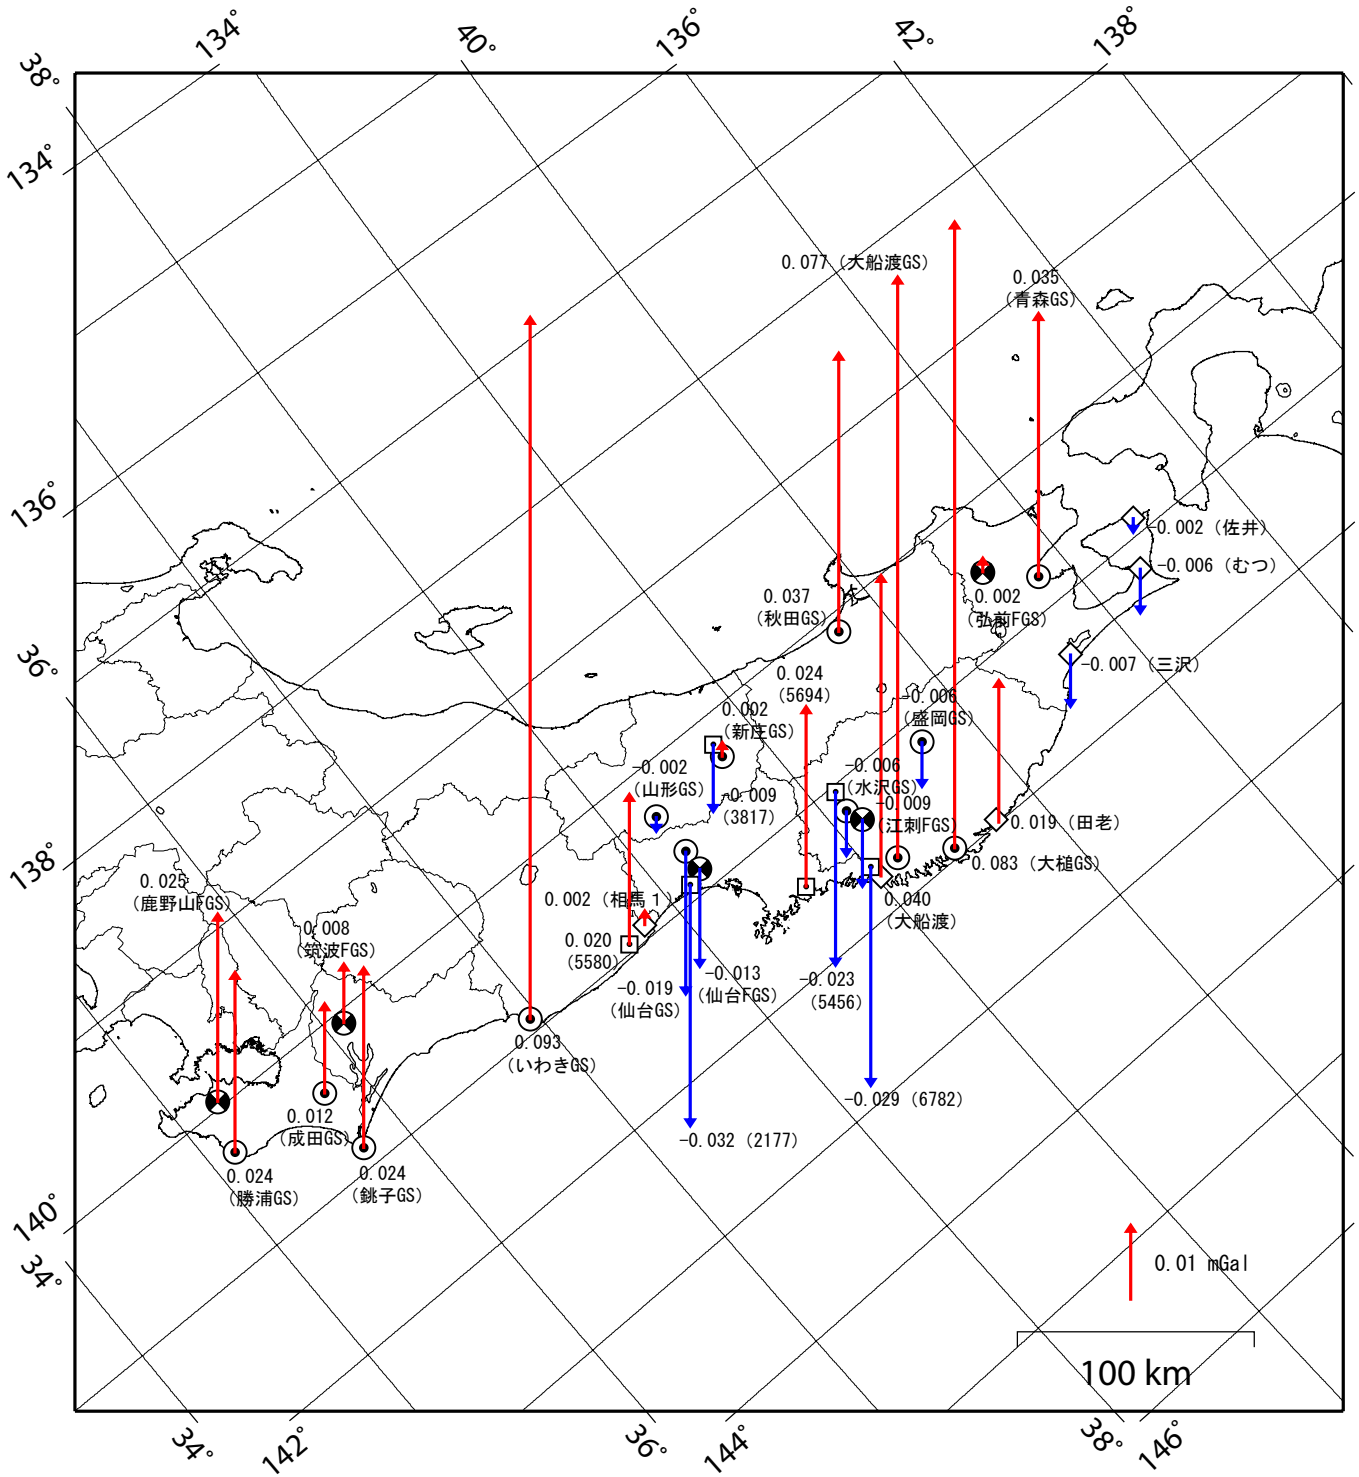 134°
40°
136°
42°
138°
38°
134°
136°
36°
138°
140°
34°
0.077（大船渡GS）
0.035
（青森GS）
-0.002（佐井）
-0.006（むつ）
0.037
（秋田GS）
0.002
（弘前FGS）
-0.007（三沢）
0.024
（5694）
-0.006
（盛岡GS）
0.002
（新庄GS）
-0.002
（山形GS）
-0.009
（3817）
-0.006
（水沢GS）
-0.009
（江刺FGS）
0.019（田老）
0.083（大槌GS）
0.025
（鹿野山FGS）
0.002（相馬１）
0.040
（大船渡）
0.008
（筑波FGS）
0.020
（5580）
-0.019
（仙台GS）
-0.013
（仙台FGS）
-0.023
（5456）
0.093
（いわきGS）
-0.029（6782）
0.012
（成田GS）
-0.032（2177）
0.024
（勝浦GS）
0.024
（銚子GS）
0.01 mGal
100 km
34°
142°
36°
144°
38°
146°